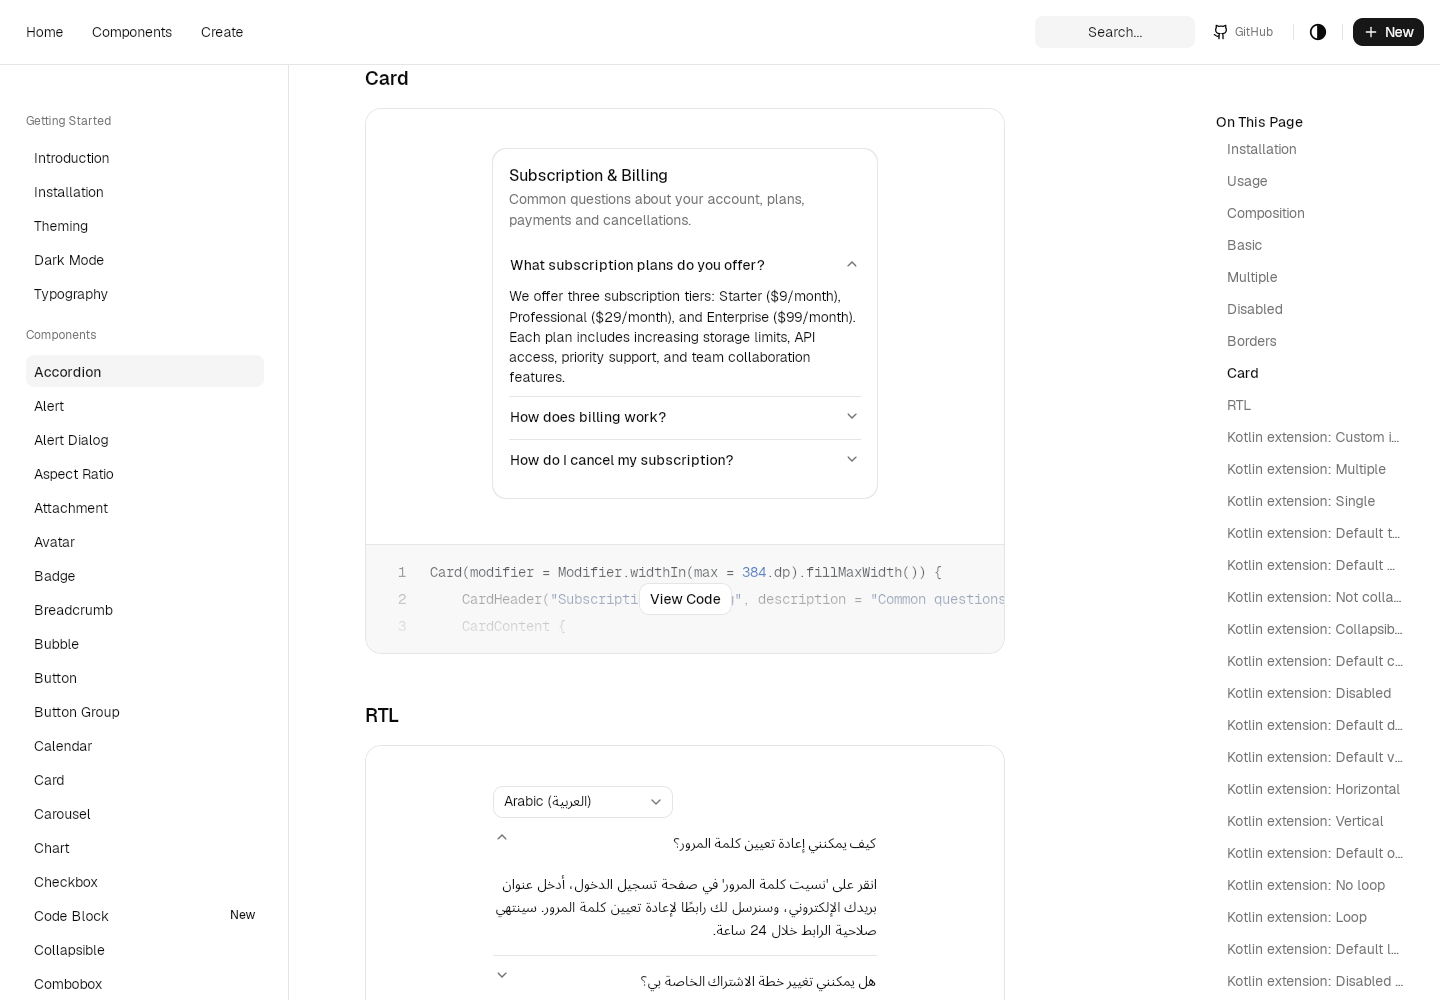 Home
Components
Create
Search...
GitHub
New
Getting Started
Introduction
Installation
Theming
Dark Mode
Typography
Components
Accordion
Alert
Alert Dialog
Aspect Ratio
Attachment
Avatar
Badge
Breadcrumb
Bubble
Button
Button Group
Calendar
Card
Carousel
Chart
Checkbox
Code Block
New
Collapsible
Combobox
Card
Subscription & Billing
Common questions about your account, plans,
payments and cancellations.
What subscription plans do you offer?
We offer three subscription tiers: Starter ($9/month),
Professional ($29/month), and Enterprise ($99/month).
Each plan includes increasing storage limits, API
access, priority support, and team collaboration
features.
How does billing work?
How do I cancel my subscription?
1 Card(modifier = Modifier.widthIn(max = 384.dp).fillMaxWidth()) {
2 CardHeader("Subscripti g", description = "Common questions
View Code
3 CardContent {
RTL
Arabic (العربية)
كيف يمكنني إعادة تعيين كلمة المرور؟
انقر على 'نسيت كلمة المرور' في صفحة تسجيل الدخول، أدخل عنوان
بريدك الإلكتروني، وسنرسل لك رابطًا لإعادة تعيين كلمة المرور. سينتهي
صلاحية الرابط خلال 24 ساعة.
هل يمكنني تغيير خطة الاشتراك الخاصة بي؟
On This Page
Installation
Usage
Composition
Basic
Multiple
Disabled
Borders
Card
RTL
Kotlin extension: Custom i...
Kotlin extension: Multiple
Kotlin extension: Single
Kotlin extension: Default t...
Kotlin extension: Default ...
Kotlin extension: Not colla...
Kotlin extension: Collapsib...
Kotlin extension: Default c...
Kotlin extension: Disabled
Kotlin extension: Default d...
Kotlin extension: Default v...
Kotlin extension: Horizontal
Kotlin extension: Vertical
Kotlin extension: Default o...
Kotlin extension: No loop
Kotlin extension: Loop
Kotlin extension: Default l...
Kotlin extension: Disabled ...